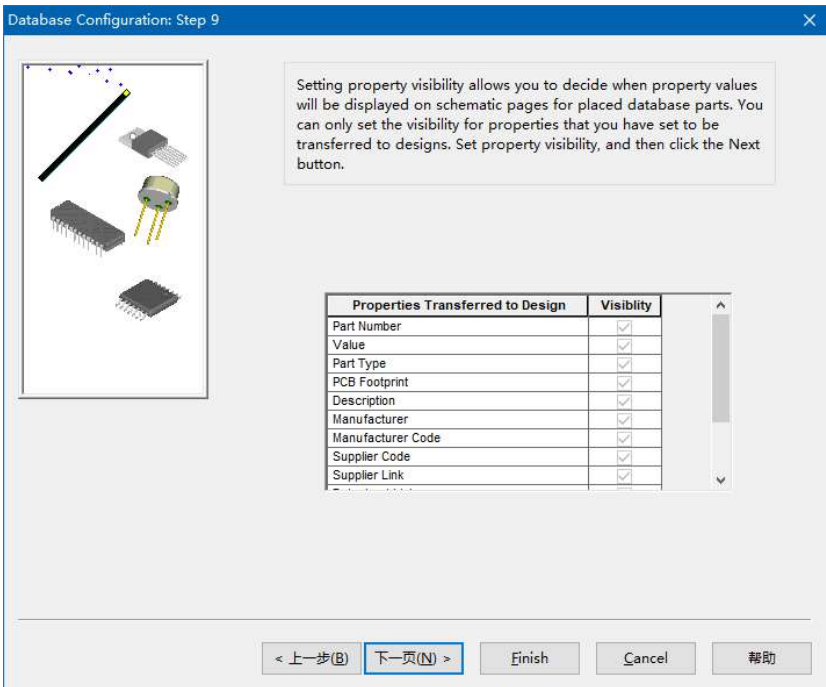 Database Configuration: Step 9
Setting property visibility allows you to decide when property values
will be displayed on schematic pages for placed database parts. You
can only set the visibility for properties that you have set to be
transferred to designs. Set property visibility, and then click the Next
button.
Properties Transferred to Design Visiblity
Part Number
Value
Part Type
PCB Footprint
Description
Manufacturer
Manufacturer Code
Supplier Code
Supplier Link
< 上一步(B) 下一页(N) > Finish Cancel 帮助